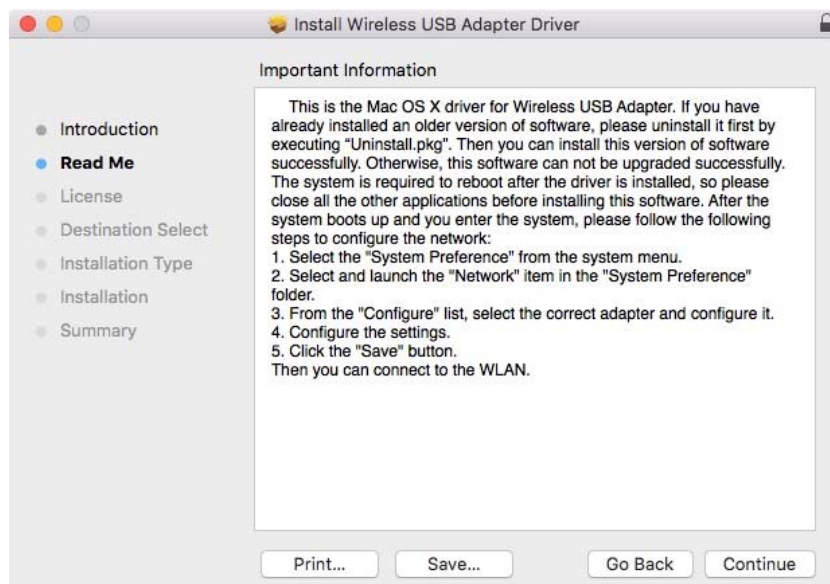 Install Wireless USB Adapter Driver
Important Information
Introduction
Read Me
License
Destination Select
Installation Type
Installation
Summary
This is the Mac OS X driver for Wireless USB Adapter. If you have
already installed an older version of software, please uninstall it first by
executing “Uninstall.pkg”. Then you can install this version of software
successfully. Otherwise, this software can not be upgraded successfully.
The system is required to reboot after the driver is installed, so please
close all the other applications before installing this software. After the
system boots up and you enter the system, please follow the following
steps to configure the network:
1. Select the "System Preference" from the system menu.
2. Select and launch the "Network" item in the "System Preference"
folder.
3. From the "Configure" list, select the correct adapter and configure it.
4. Configure the settings.
5. Click the "Save" button.
Then you can connect to the WLAN.
Print...
Save...
Go Back
Continue